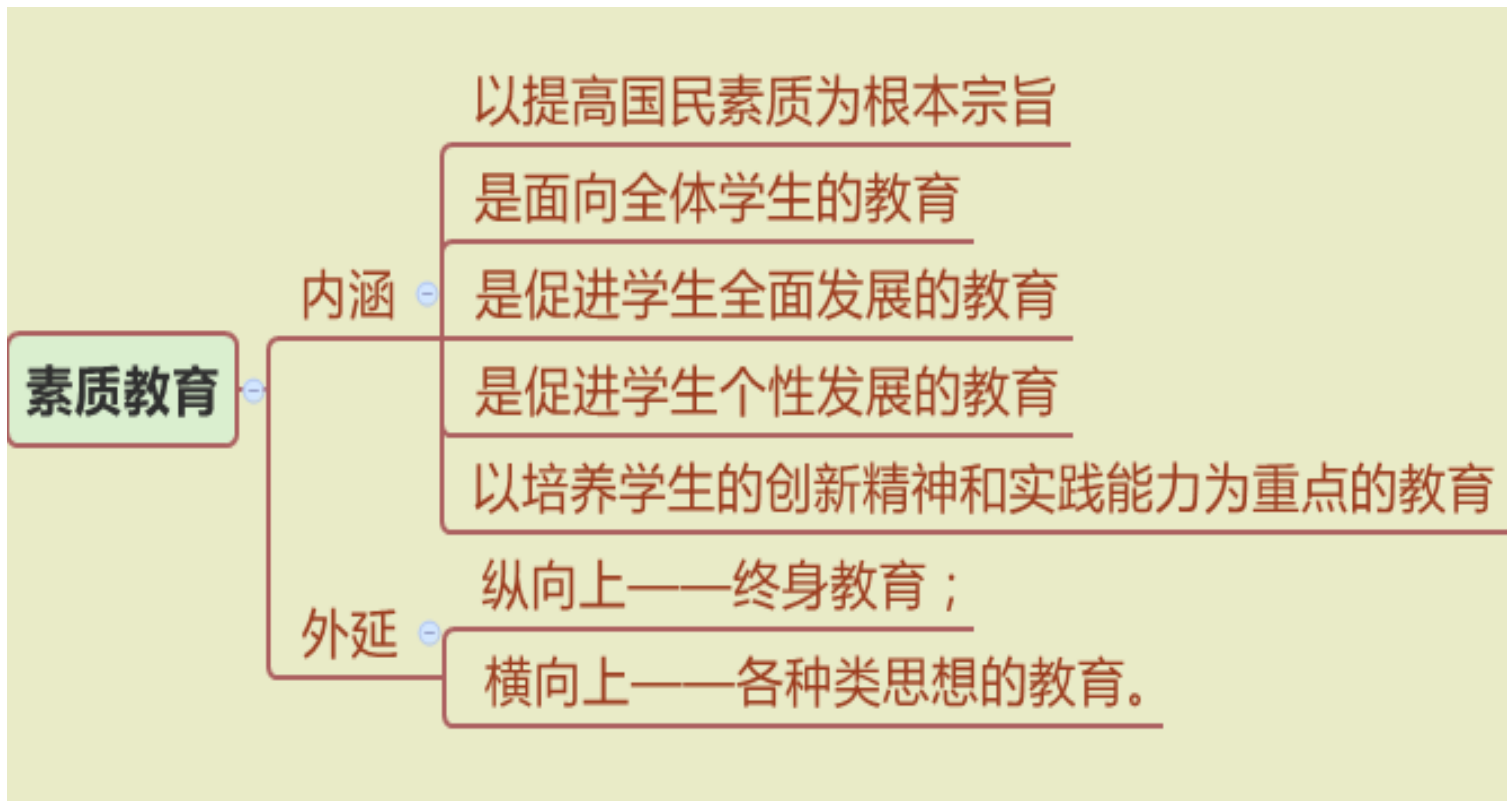 素质教育
内涵
以提高国民素质为根本宗旨
是面向全体学生的教育
是促进学生全面发展的教育
是促进学生个性发展的教育
以培养学生的创新精神和实践能力为重点的教育
外延
纵向上——终身教育；
横向上——各种类思想的教育。